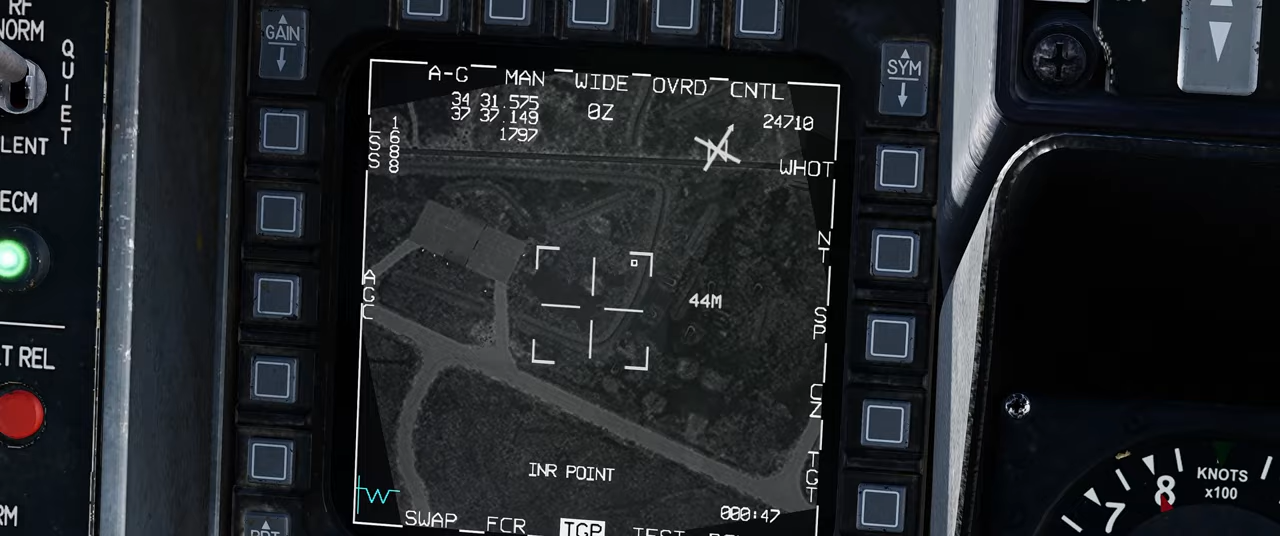 RF
NORM
QUIET
LENT
ECM
T REL
RM
GAIN
SYM
A-G MAN WIDE OVRD CNTL
34 31.575
37 37.149
1797
0Z
24710
LSS
1688
WHOT
NT
AGC
44M
SP
CZ
TGT
INR POINT
000:47
SWAP FCR TGP TEST
KNOTS
x100
7
8